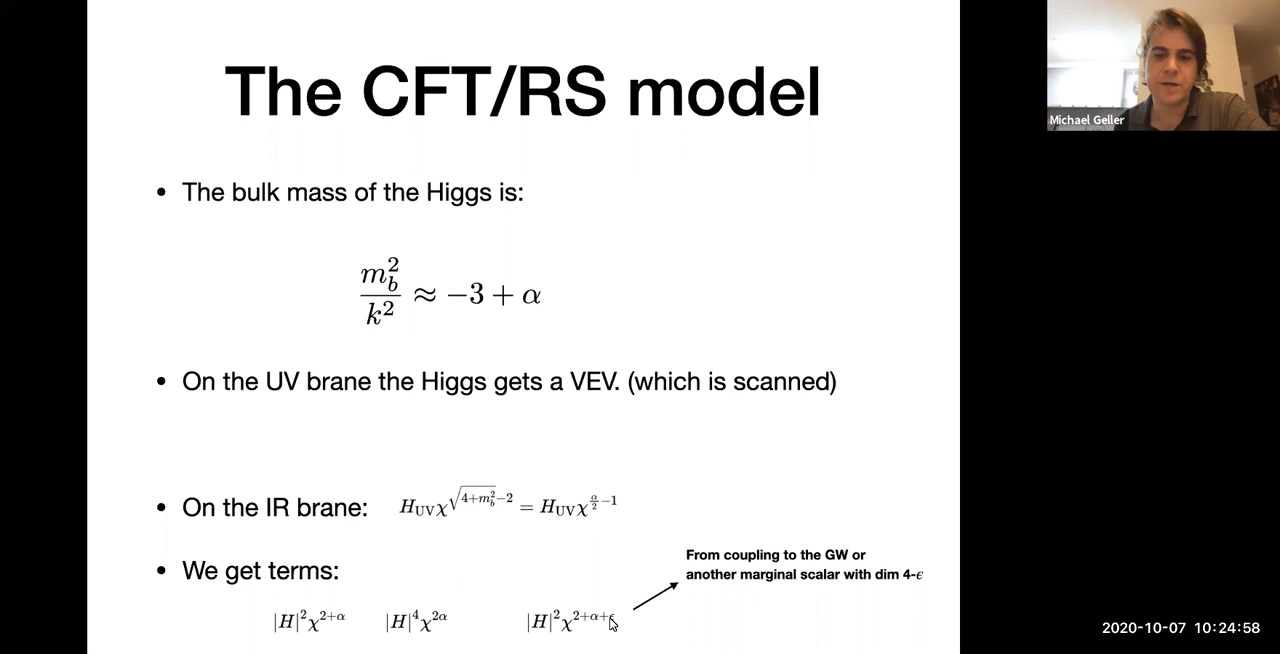 The CFT/RS model
Michael Geller
• The bulk mass of the Higgs is:
m_b^2/k^2 ≈ −3 + α
• On the UV brane the Higgs gets a VEV. (which is scanned)
• On the IR brane: H_UV χ^{√(4+m_b^2)−2} = H_UV χ^{α/2−1}
• We get terms:
From coupling to the GW or
another marginal scalar with dim 4-ϵ
|H|^2 χ^{2+α} |H|^4 χ^{2α} |H|^2 χ^{2+α+}
2020-10-07 10:24:58